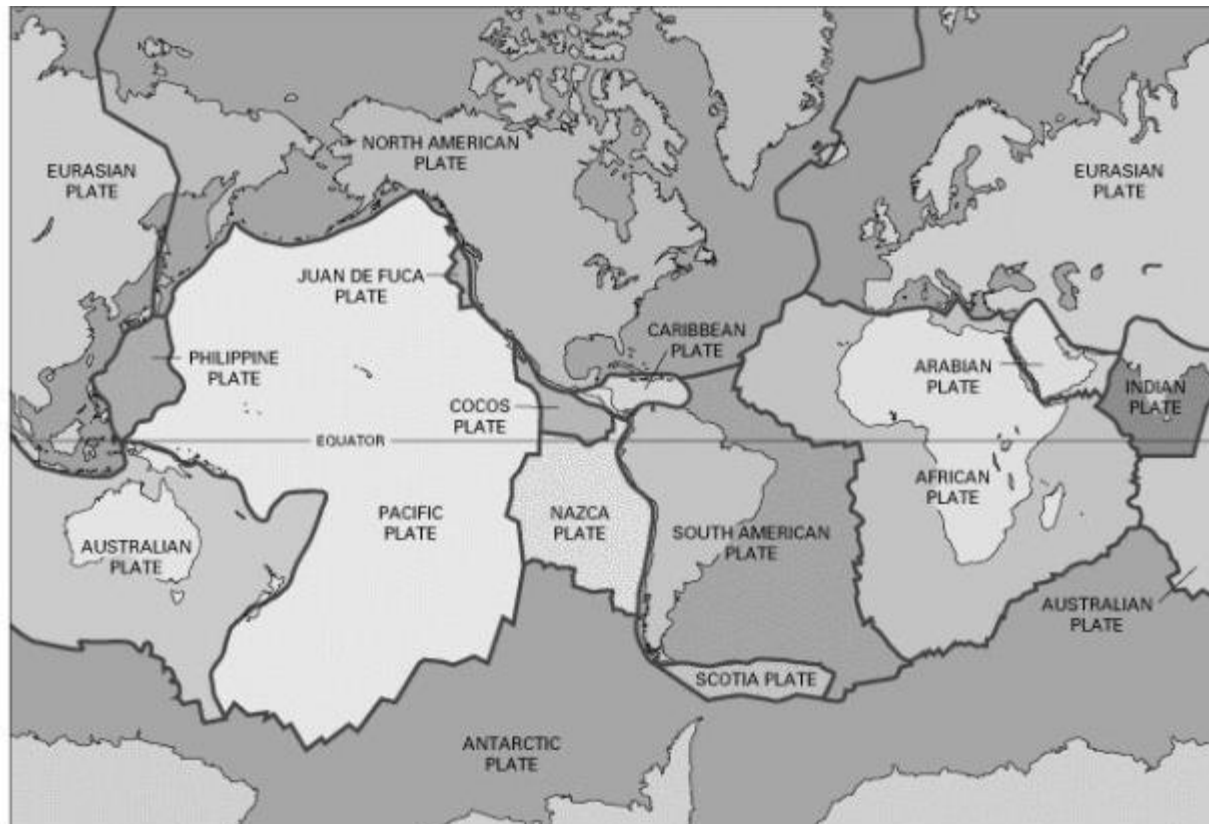 NORTH AMERICAN
PLATE
EURASIAN
PLATE
EURASIAN
PLATE
JUAN DE FUCA
PLATE
CARIBBEAN
PLATE
PHILIPPINE
PLATE
ARABIAN
PLATE
INDIAN
PLATE
COCOS
PLATE
EQUATOR
AFRICAN
PLATE
PACIFIC
PLATE
NAZCA
PLATE
SOUTH AMERICAN
PLATE
AUSTRALIAN
PLATE
AUSTRALIAN
PLATE
SCOTIA PLATE
ANTARCTIC
PLATE